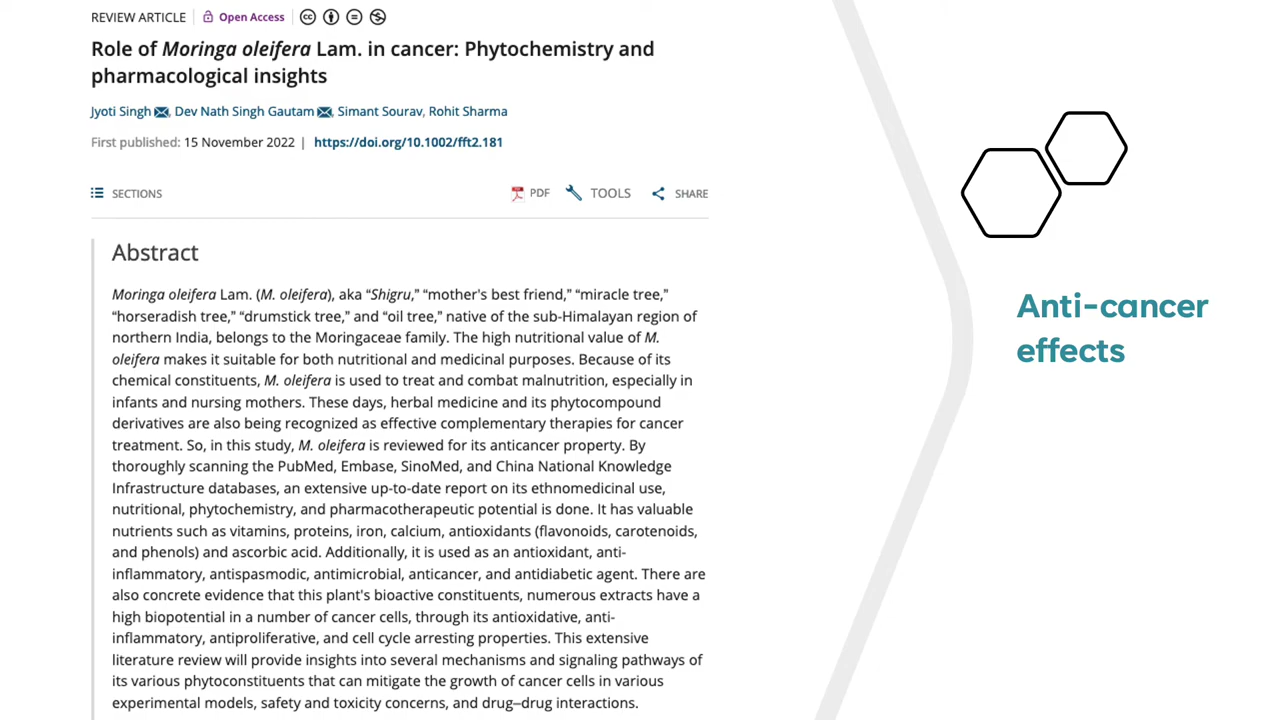 REVIEW ARTICLE Open Access
Role of Moringa oleifera Lam. in cancer: Phytochemistry and
pharmacological insights
Jyoti Singh, Dev Nath Singh Gautam, Simant Sourav, Rohit Sharma
First published: 15 November 2022 | https://doi.org/10.1002/fft2.181
SECTIONS PDF TOOLS SHARE
Abstract
Moringa oleifera Lam. (M. oleifera), aka “Shigru,” “mother's best friend,” “miracle tree,”
“horseradish tree,” “drumstick tree,” and “oil tree,” native of the sub-Himalayan region of
northern India, belongs to the Moringaceae family. The high nutritional value of M.
oleifera makes it suitable for both nutritional and medicinal purposes. Because of its
chemical constituents, M. oleifera is used to treat and combat malnutrition, especially in
infants and nursing mothers. These days, herbal medicine and its phytocompound
derivatives are also being recognized as effective complementary therapies for cancer
treatment. So, in this study, M. oleifera is reviewed for its anticancer property. By
thoroughly scanning the PubMed, Embase, SinoMed, and China National Knowledge
Infrastructure databases, an extensive up-to-date report on its ethnomedicinal use,
nutritional, phytochemistry, and pharmacotherapeutic potential is done. It has valuable
nutrients such as vitamins, proteins, iron, calcium, antioxidants (flavonoids, carotenoids,
and phenols) and ascorbic acid. Additionally, it is used as an antioxidant, anti-
inflammatory, antispasmodic, antimicrobial, anticancer, and antidiabetic agent. There are
also concrete evidence that this plant's bioactive constituents, numerous extracts have a
high biopotential in a number of cancer cells, through its antioxidative, anti-
inflammatory, antiproliferative, and cell cycle arresting properties. This extensive
literature review will provide insights into several mechanisms and signaling pathways of
its various phytoconstituents that can mitigate the growth of cancer cells in various
experimental models, safety and toxicity concerns, and drug–drug interactions.
Anti-cancer
effects